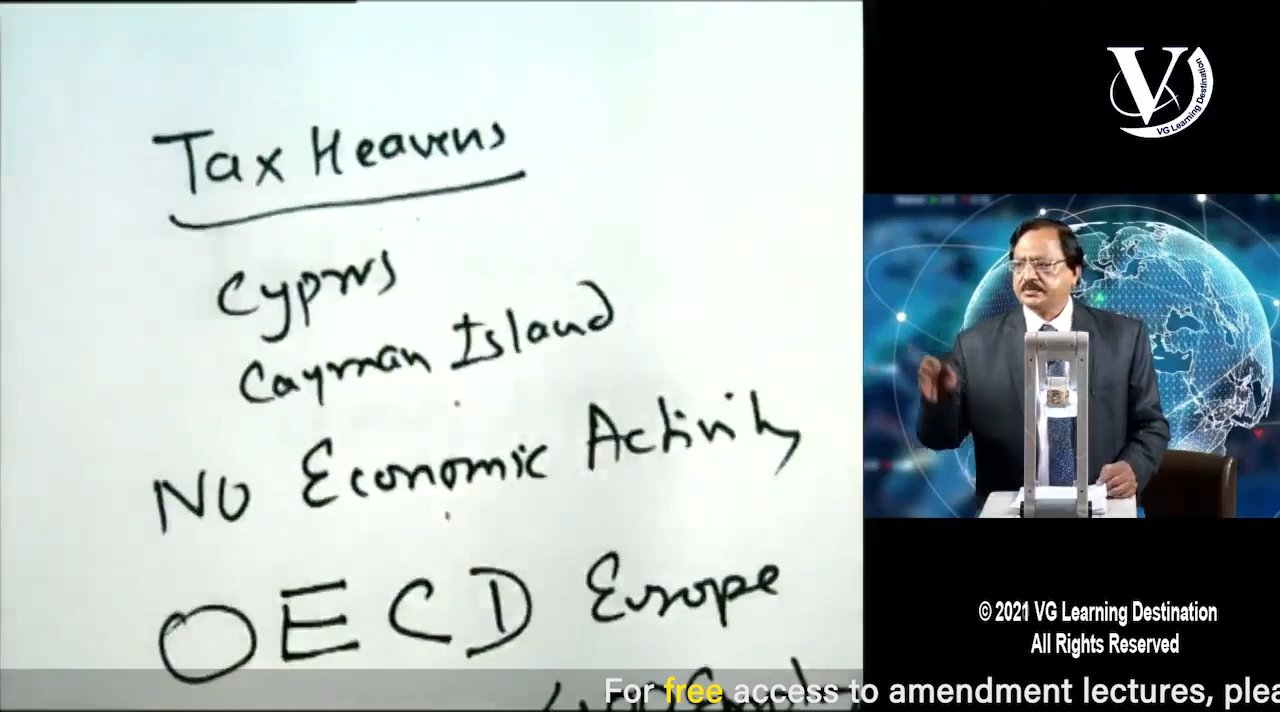 Tax Heavens
Cyprus
Cayman Island
No Economic Activity
OECD Europe
V
VG Learning Destination
© 2021 VG Learning Destination
All Rights Reserved
For free access to amendment lectures, plea